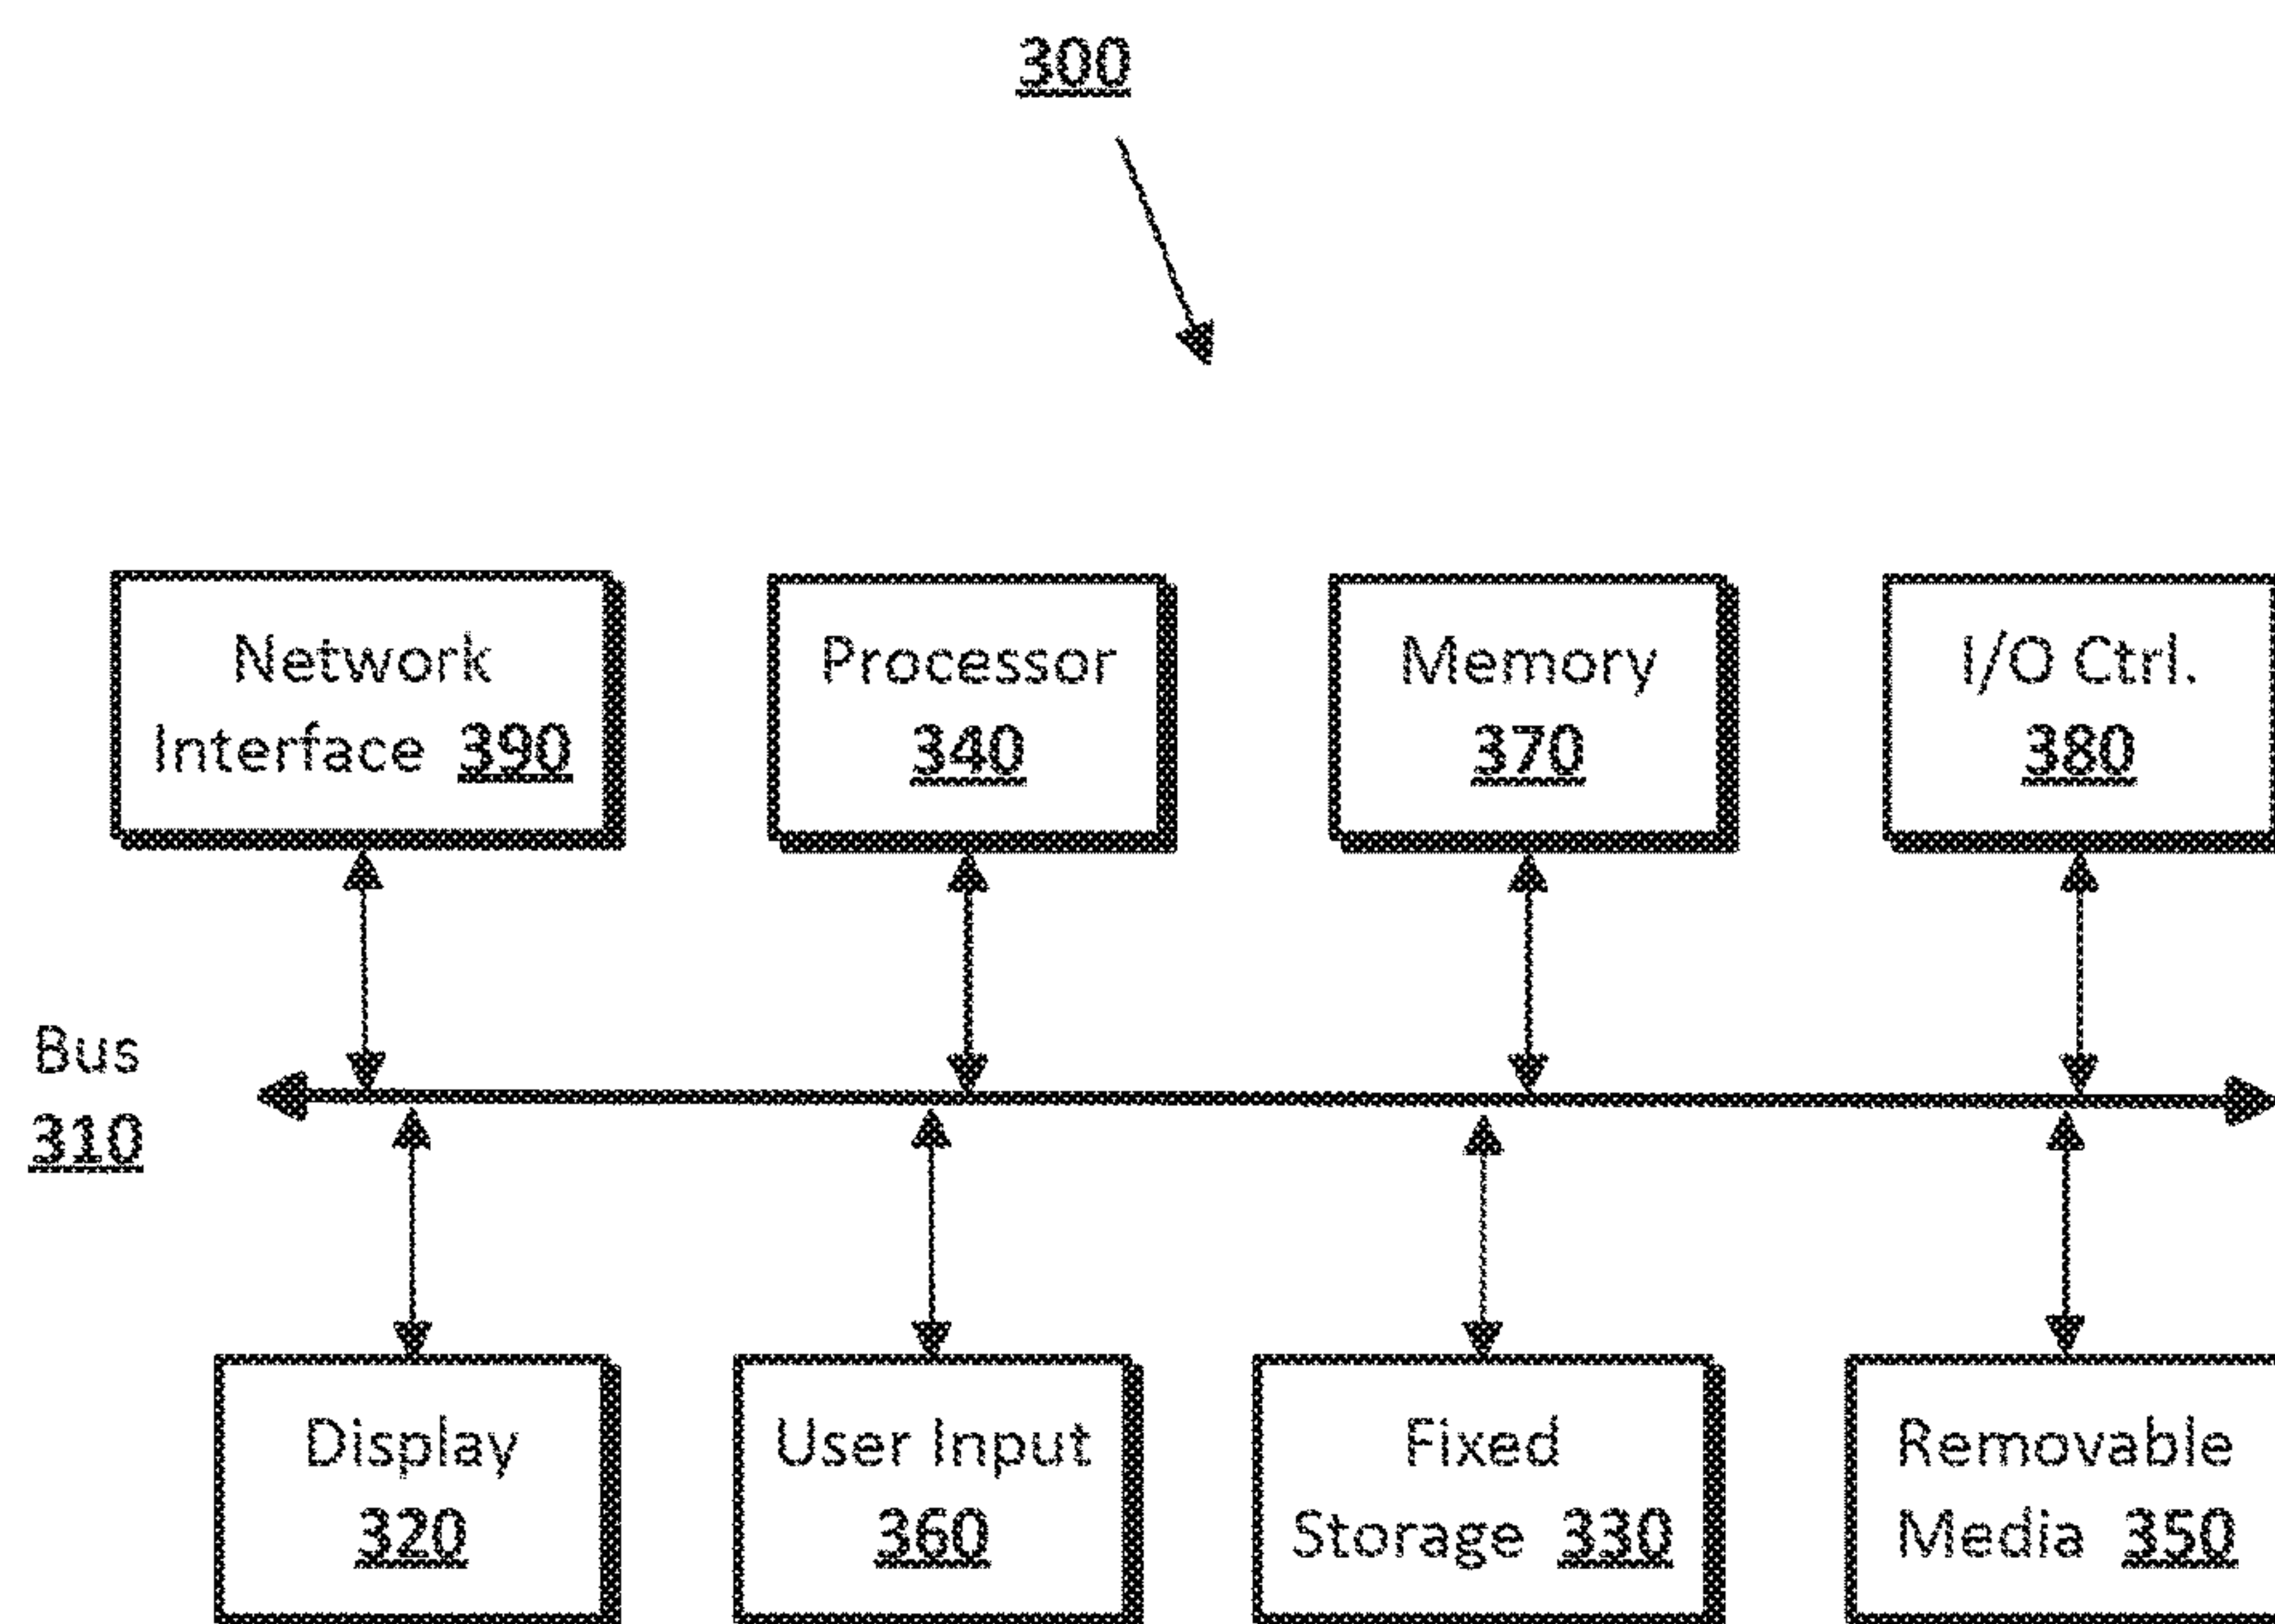 300
Network
Interface 390
Processor
340
Memory
370
I/O Ctrl.
380
Bus
310
Display
320
User Input
360
Fixed
Storage 330
Removable
Media 350